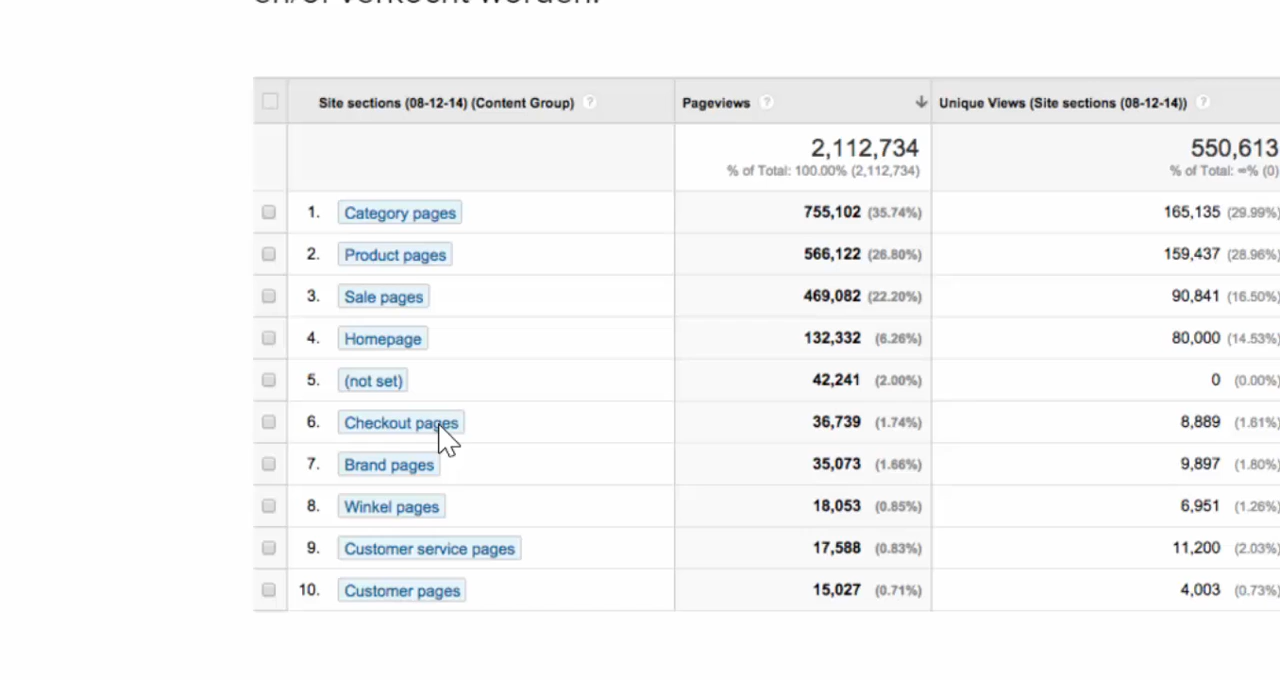 verkocht worden.
Site sections (08-12-14) (Content Group) ? Pageviews ? Unique Views (Site sections (08-12-14)) ?
2,112,734 550,613
% of Total: 100.00% (2,112,734) % of Total: ∞% (0)
1. Category pages 755,102 (35.74%) 165,135 (29.99%)
2. Product pages 566,122 (26.80%) 159,437 (28.96%)
3. Sale pages 469,082 (22.20%) 90,841 (16.50%)
4. Homepage 132,332 (6.26%) 80,000 (14.53%)
5. (not set) 42,241 (2.00%) 0 (0.00%)
6. Checkout pages 36,739 (1.74%) 8,889 (1.61%)
7. Brand pages 35,073 (1.66%) 9,897 (1.80%)
8. Winkel pages 18,053 (0.85%) 6,951 (1.26%)
9. Customer service pages 17,588 (0.83%) 11,200 (2.03%)
10. Customer pages 15,027 (0.71%) 4,003 (0.73%)